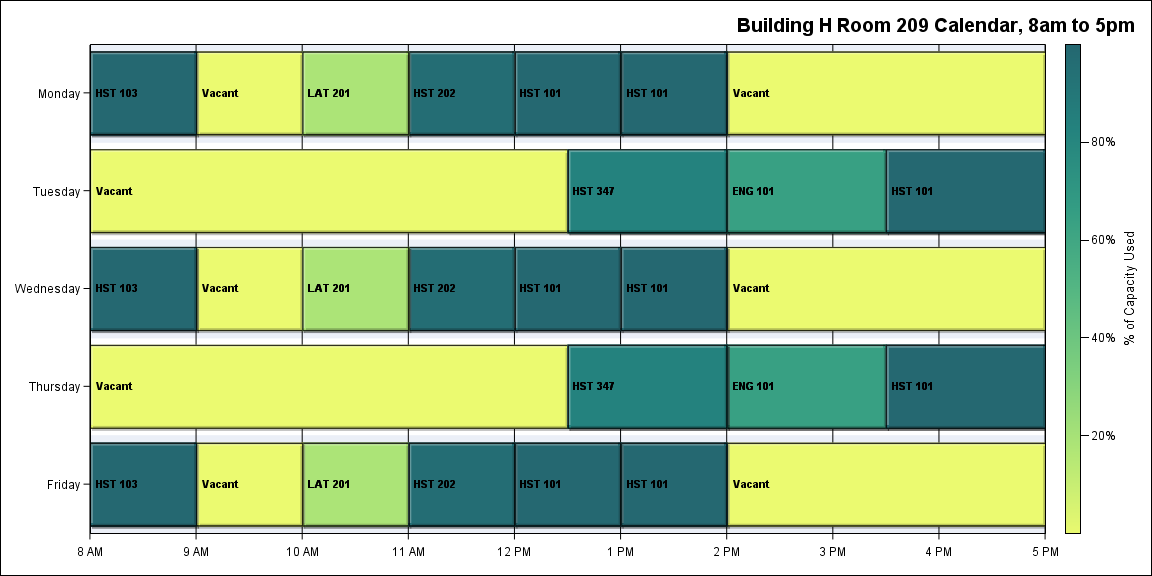 Building H Room 209 Calendar, 8am to 5pm
Monday
HST 103
Vacant
LAT 201
HST 202
HST 101
HST 101
Vacant
Tuesday
Vacant
HST 347
ENG 101
HST 101
Wednesday
HST 103
Vacant
LAT 201
HST 202
HST 101
HST 101
Vacant
Thursday
Vacant
HST 347
ENG 101
HST 101
Friday
HST 103
Vacant
LAT 201
HST 202
HST 101
HST 101
Vacant
8 AM
9 AM
10 AM
11 AM
12 PM
1 PM
2 PM
3 PM
4 PM
5 PM
80%
60%
40%
20%
% of Capacity Used